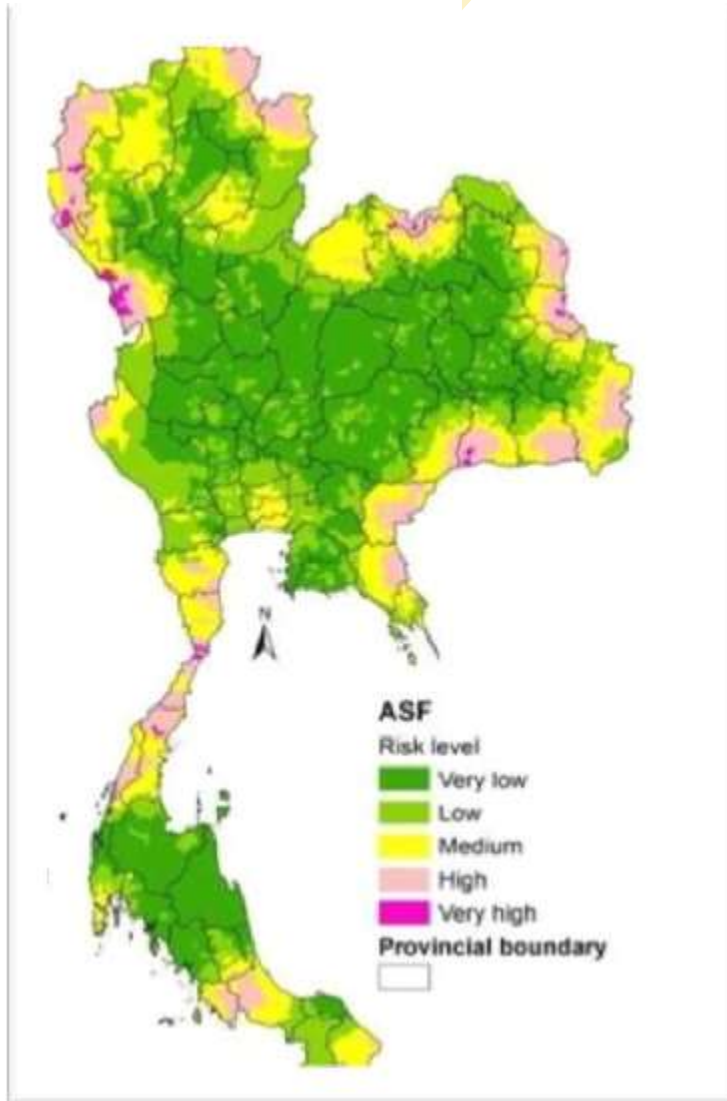 N
ASF
Risk level
Very low
Low
Medium
High
Very high
Provincial boundary